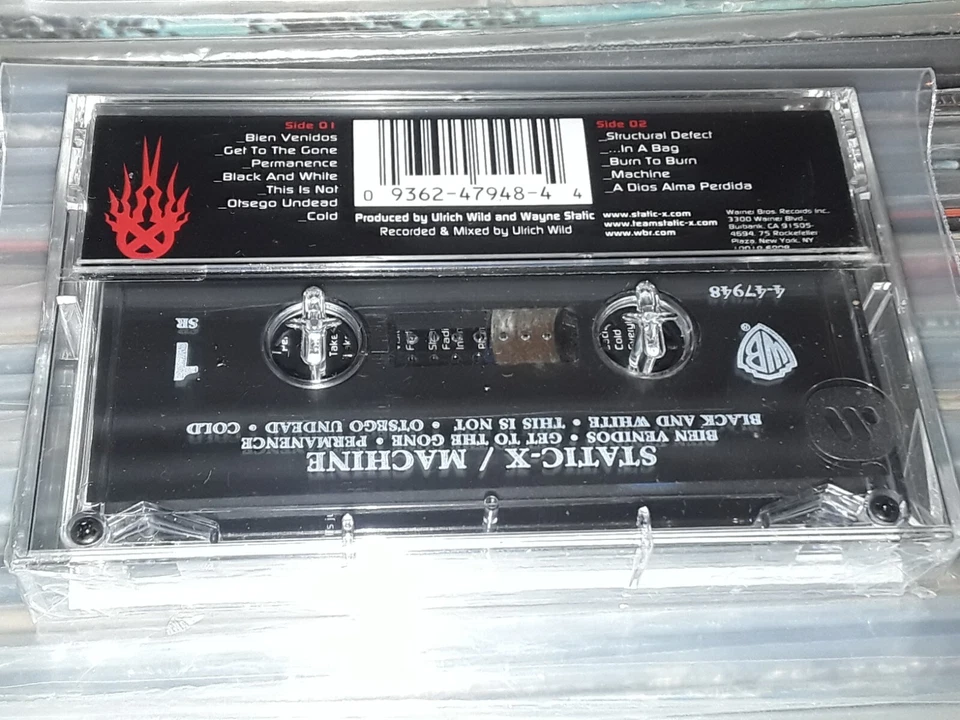 Side 01
_Bien Venidos
_Get To The Gone
_Permanence
_Black And White
_This Is Not
_Otsego Undead
_Cold
0 9362-47948-4 4
Produced by Ulrich Wild and Wayne Static
Recorded & Mixed by Ulrich Wild
Side 02
_Structural Defect
_...In A Bag
_Burn To Burn
_Machine
_A Dios Alma Perdida
www.static-x.com
www.teamstatic-x.com
www.wbr.com
Warner Bros. Records Inc.
3300 Warner Blvd.,
Burbank, CA 91505-
4694. 75 Rockefeller
Plaza, New York, NY
4-47948
SR
1
WB®
STATIC-X / MACHINE
BIEN VENIDOS • GET TO THE GONE • PERMANENCE
BLACK AND WHITE • THIS IS NOT • OTSEGO UNDEAD • COLD
Take
Cold